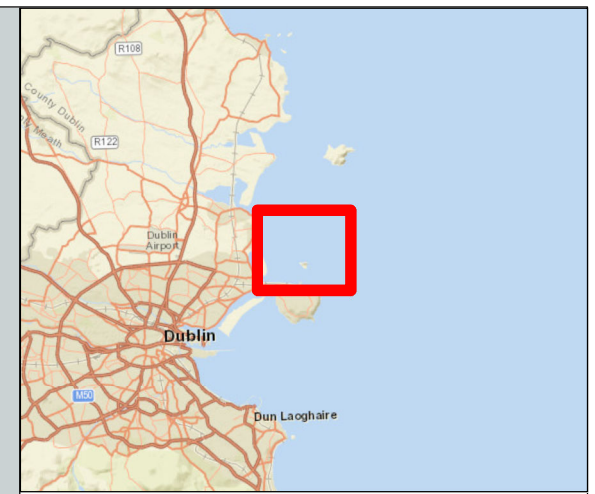 R108
County Dublin
Meath
R122
Dublin
Airport
Dublin
M50
Dun Laoghaire